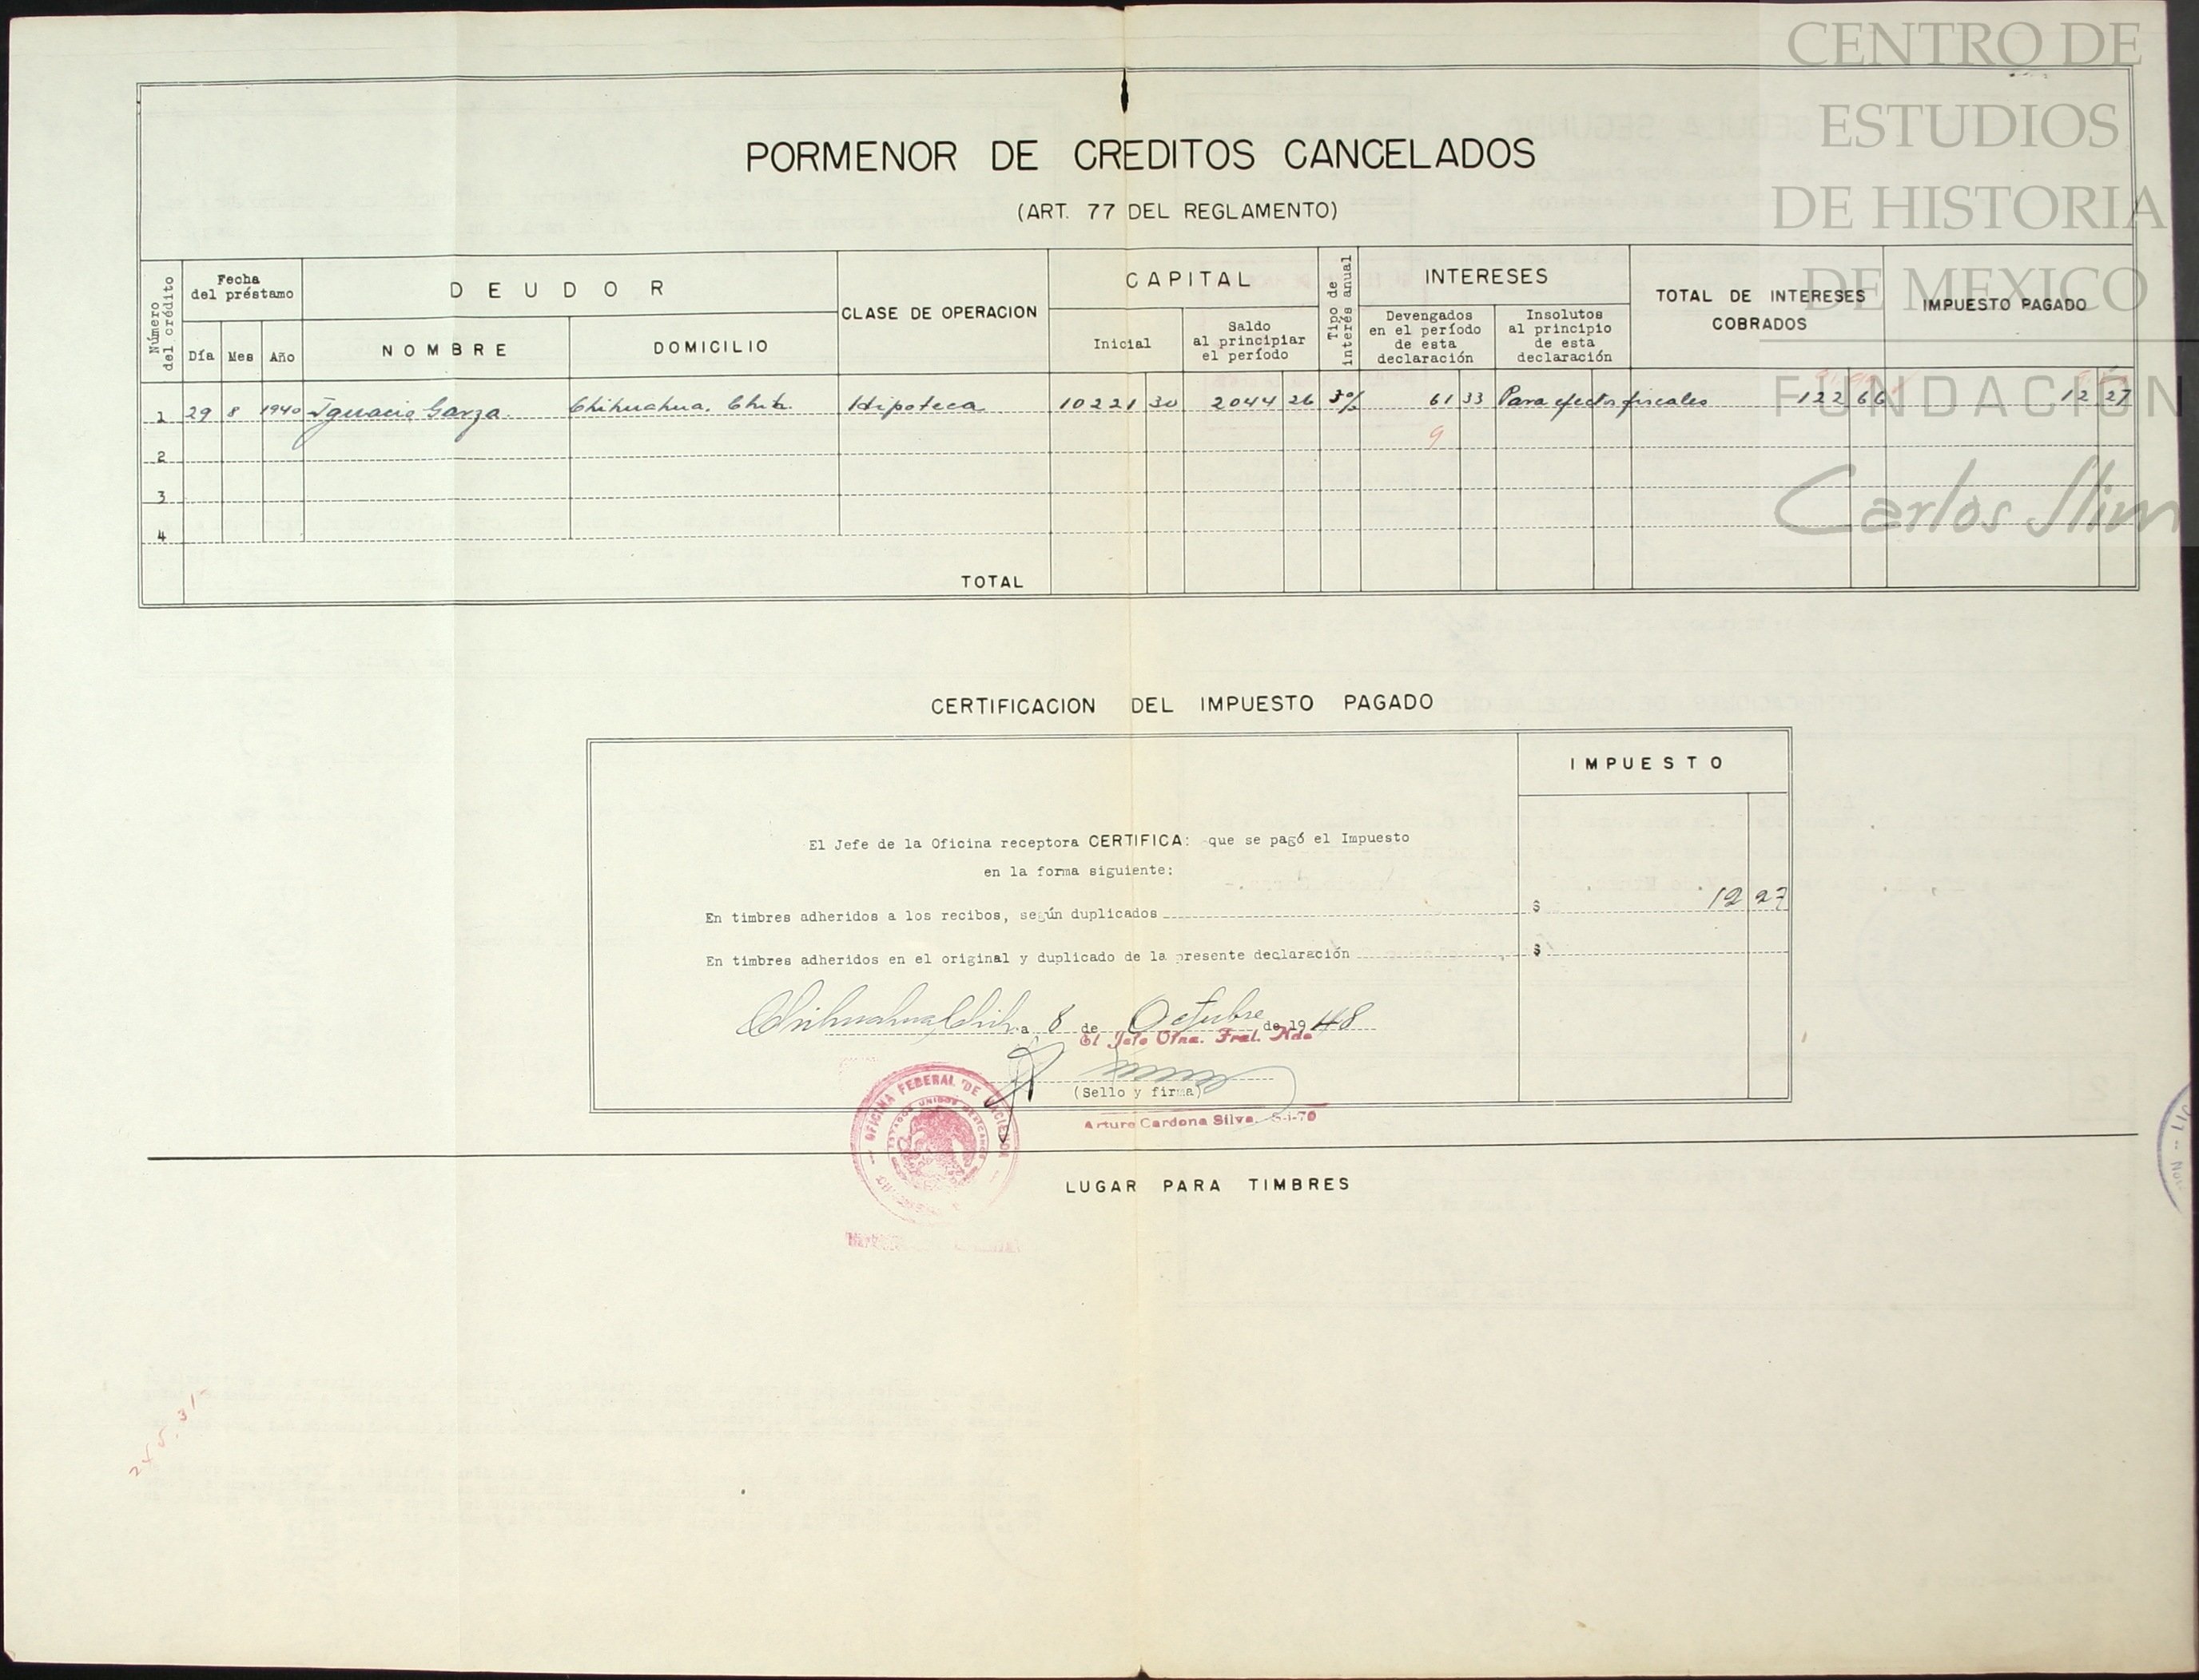 CENTRO DE
ESTUDIOS
DE HISTORIA
DE MEXICO
FUNDACIÓN
Carlos Slim
PORMENOR DE CREDITOS CANCELADOS
(ART. 77 DEL REGLAMENTO)
Número del crédito
Fecha del préstamo
Día Mes Año
DEUDOR
NOMBRE DOMICILIO
CLASE DE OPERACION
CAPITAL
Inicial
Saldo al principiar el período
Tipo de interés anual
INTERESES
Devengados en el período de esta declaración
Insolutos al principio de esta declaración
TOTAL DE INTERESES COBRADOS
IMPUESTO PAGADO
1 29 8 1940 Ignacio Garza. Chihuahua, Chih. Hipoteca 10221 30 2044 26 3% 61 33 Para efectos fiscales 122 66 12 27
9
2
3
4
TOTAL
CERTIFICACION DEL IMPUESTO PAGADO
IMPUESTO
El Jefe de la Oficina receptora CERTIFICA: que se pagó el Impuesto
en la forma siguiente:
En timbres adheridos a los recibos, según duplicados $ 12 27
En timbres adheridos en el original y duplicado de la presente declaración $
Chihuahua, Chih. a 8 de Octubre de 1948
El Jefe Ofna. Fral. Hda
(Sello y firma)
Arturo Cardona Silva. S-i-70
OFICINA FEDERAL DE HACIENDA
ESTADOS UNIDOS MEXICANOS
LUGAR PARA TIMBRES